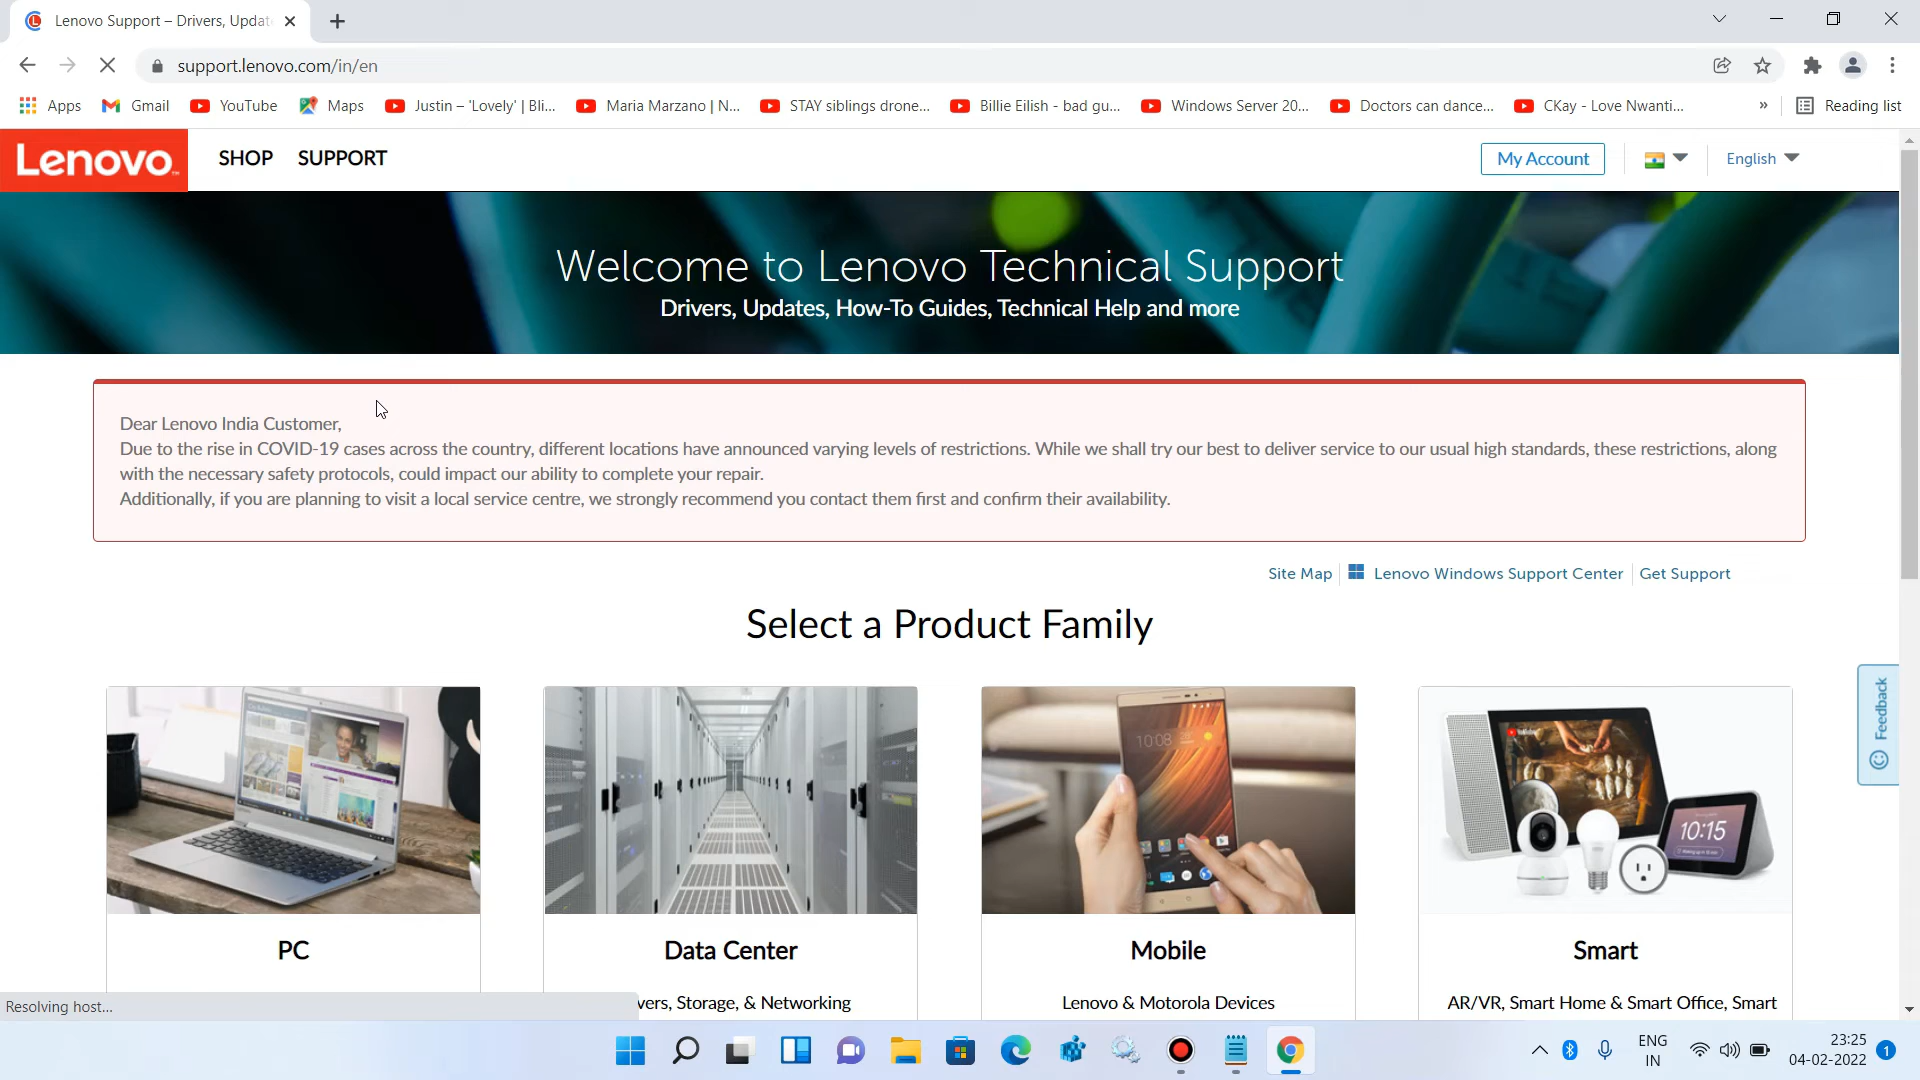 Lenovo Support – Drivers, Updat
support.lenovo.com/in/en
Apps
Gmail
YouTube
Maps
Justin – 'Lovely' | Bli...
Maria Marzano | N...
STAY siblings drone...
Billie Eilish - bad gu...
Windows Server 20...
Doctors can dance...
CKay - Love Nwanti...
»
Reading list
Lenovo
SHOP
SUPPORT
My Account
English
Welcome to Lenovo Technical Support
Drivers, Updates, How-To Guides, Technical Help and more
Dear Lenovo India Customer,
Due to the rise in COVID-19 cases across the country, different locations have announced varying levels of restrictions. While we shall try our best to deliver service to our usual high standards, these restrictions, along
with the necessary safety protocols, could impact our ability to complete your repair.
Additionally, if you are planning to visit a local service centre, we strongly recommend you contact them first and confirm their availability.
Site Map
Lenovo Windows Support Center
Get Support
Select a Product Family
Feedback
10:08
10:15
PC
Data Center
Mobile
Smart
vers, Storage, & Networking
Lenovo & Motorola Devices
AR/VR, Smart Home & Smart Office, Smart
Resolving host...
ENG
IN
23:25
04-02-2022
1